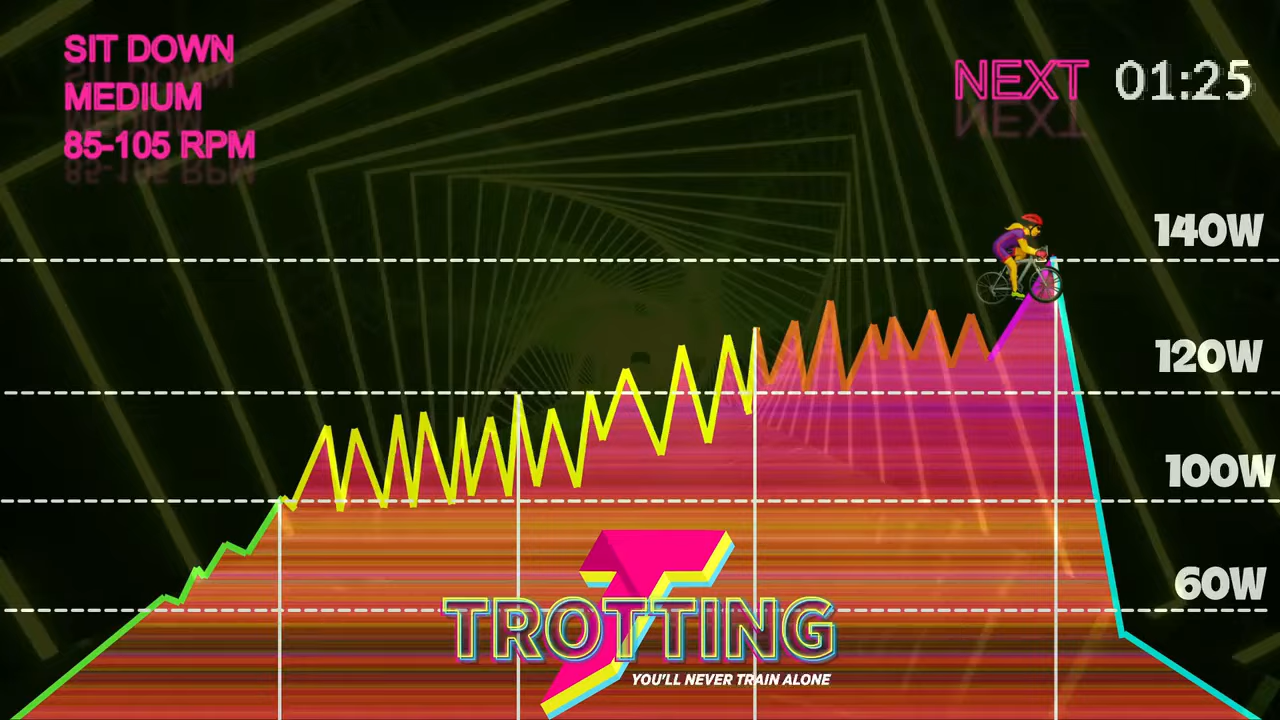 SIT DOWN
MEDIUM
85-105 RPM
NEXT 01:25
140W
120W
100W
60W
TROTTING
YOU'LL NEVER TRAIN ALONE